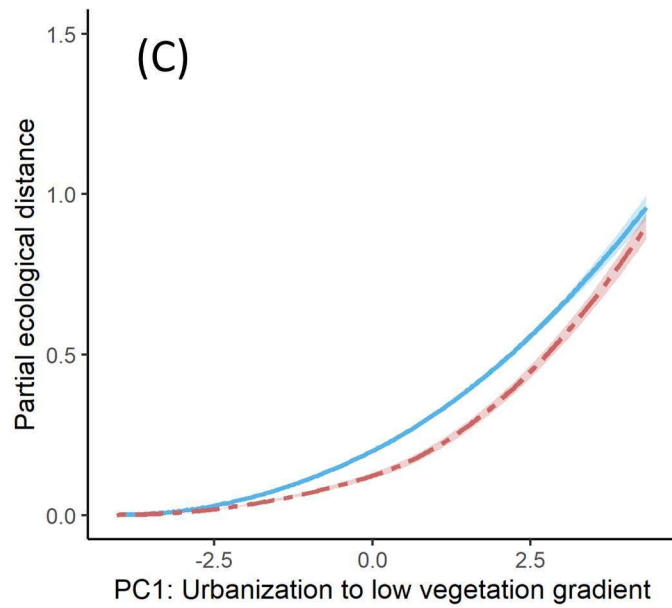 (C)
Partial ecological distance
1.5
1.0
0.5
0.0
-2.5 0.0 2.5
PC1: Urbanization to low vegetation gradient